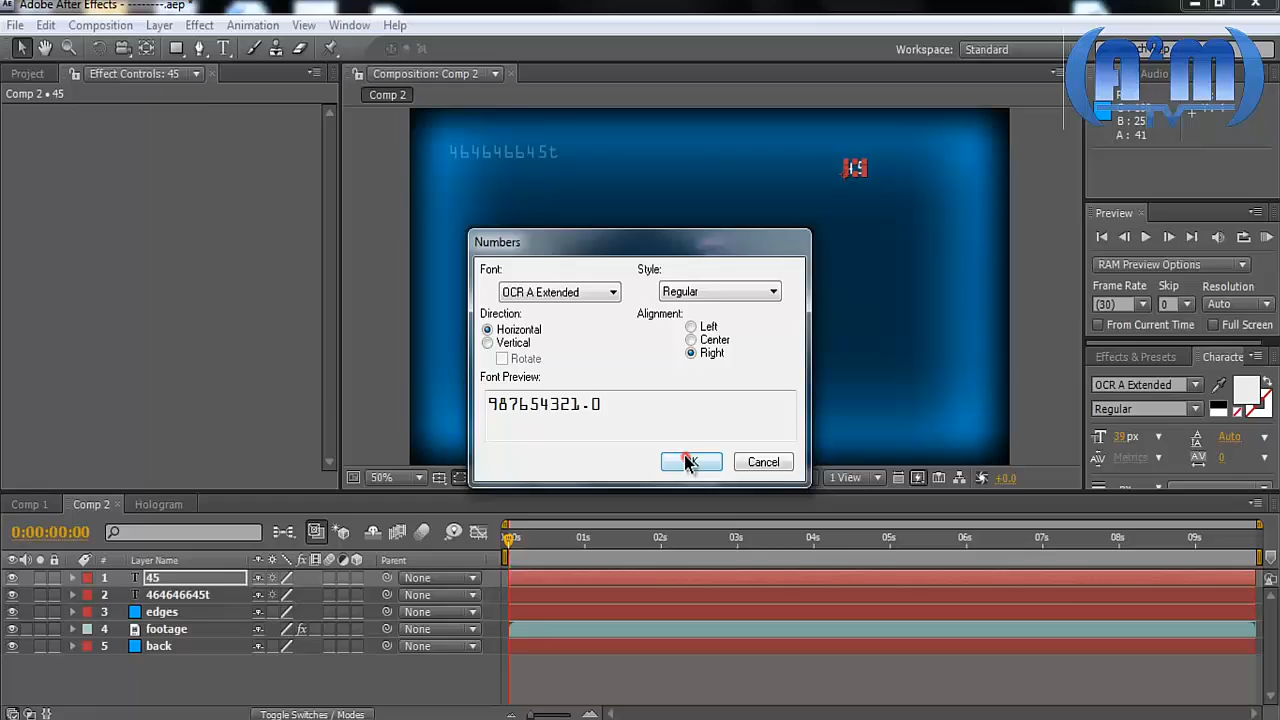 Adobe After Effects - --------.aep *
File Edit Composition Layer Effect Animation View Window Help
Workspace: Standard
Project Effect Controls: 45 Composition: Comp 2 Audio
Comp 2 • 45
Comp 2
B : 25
A : 41
464646645t
45
A²M
TV
Numbers
Font: Style:
OCR A Extended Regular
Direction: Alignment:
Horizontal Left
Vertical Center
Rotate Right
Font Preview:
987654321.0
OK Cancel
Preview
RAM Preview Options
Frame Rate Skip Resolution
(30) 0 Auto
From Current Time Full Screen
Effects & Presets Characte
OCR A Extended
Regular
39 px Auto
Metrics 0
50% 1 View +0.0
Comp 1 Comp 2 Hologram
0:00:00:00
01s 02s 03s 04s 05s 06s 07s 08s 09s
# Layer Name Parent
1 T 45 None
2 T 464646645t None
3 edges None
4 footage None
5 back None
Toggle Switches / Modes